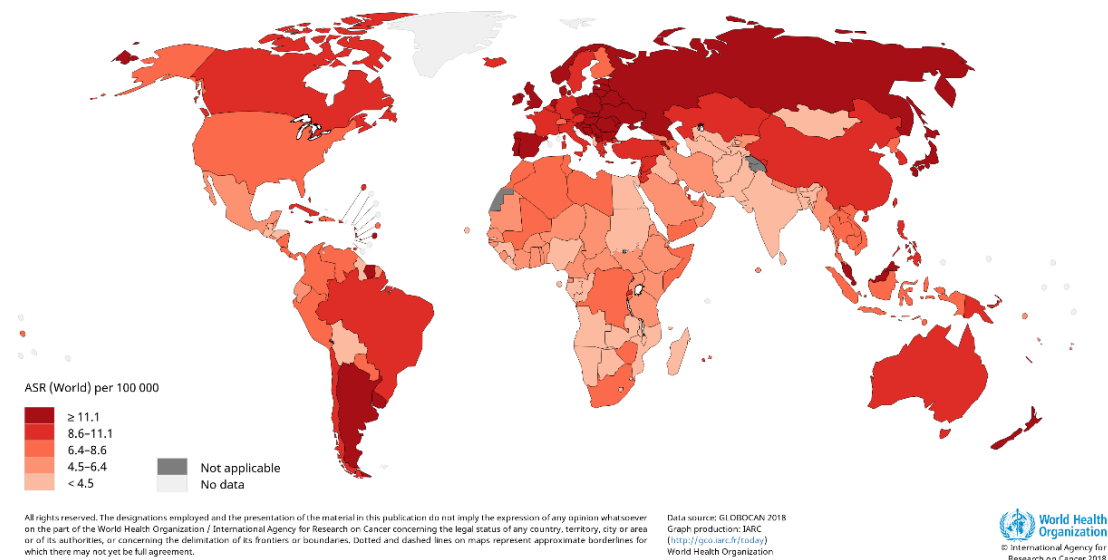 ASR (World) per 100 000
≥ 11.1
8.6–11.1
6.4–8.6
4.5–6.4
< 4.5
Not applicable
No data
All rights reserved. The designations employed and the presentation of the material in this publication do not imply the expression of any opinion whatsoever
on the part of the World Health Organization / International Agency for Research on Cancer concerning the legal status of any country, territory, city or area
or of its authorities, or concerning the delimitation of its frontiers or boundaries. Dotted and dashed lines on maps represent approximate borderlines for
which there may not yet be full agreement.
Data source: GLOBOCAN 2018
Graph production: IARC
(http://gco.iarc.fr/today)
World Health Organization
World Health
Organization
© International Agency for
Research on Cancer 2018